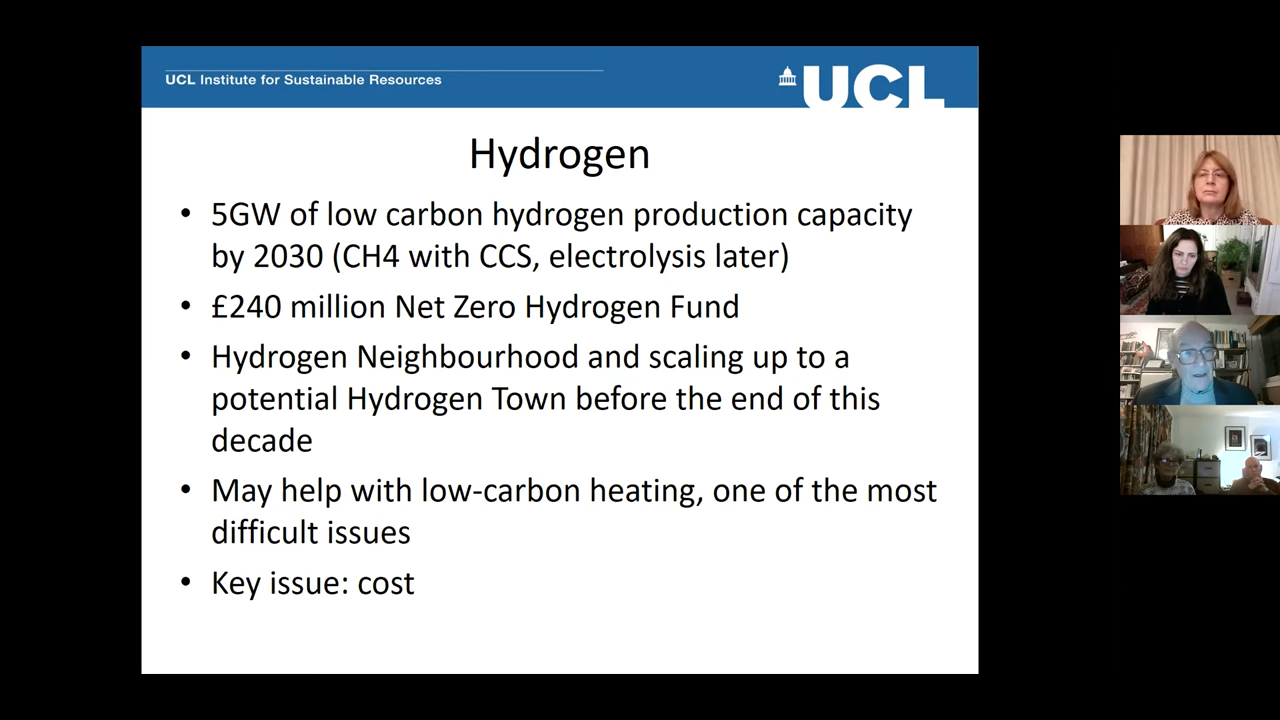 UCL Institute for Sustainable Resources
UCL
Hydrogen
• 5GW of low carbon hydrogen production capacity
by 2030 (CH4 with CCS, electrolysis later)
• £240 million Net Zero Hydrogen Fund
• Hydrogen Neighbourhood and scaling up to a
potential Hydrogen Town before the end of this
decade
• May help with low-carbon heating, one of the most
difficult issues
• Key issue: cost